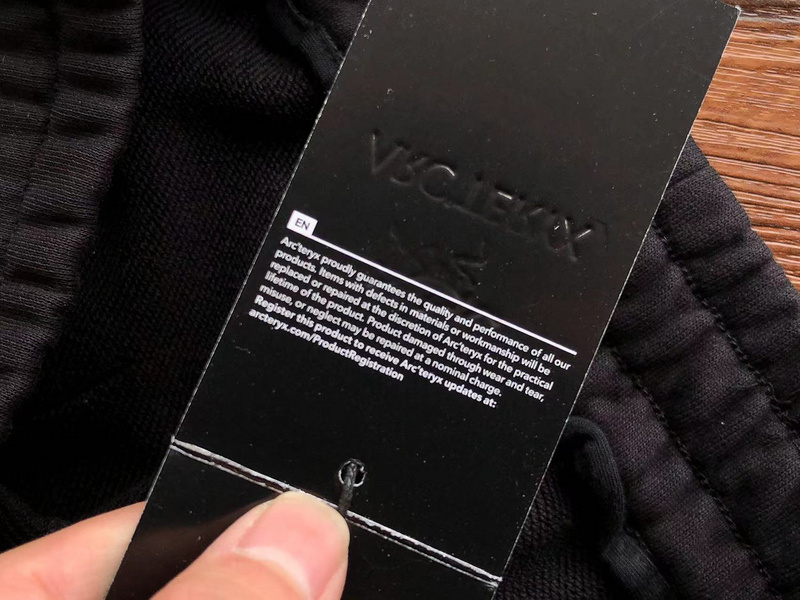 ARC'TERYX
EN
Arc'teryx proudly guarantees the quality and performance of all our
products. Items with defects in materials or workmanship will be
replaced or repaired at the discretion of Arc'teryx for the practical
lifetime of the product. Product damaged through wear and tear,
misuse, or neglect may be repaired at a nominal charge.
Register this product to receive Arc'teryx updates at:
arcteryx.com/ProductRegistration